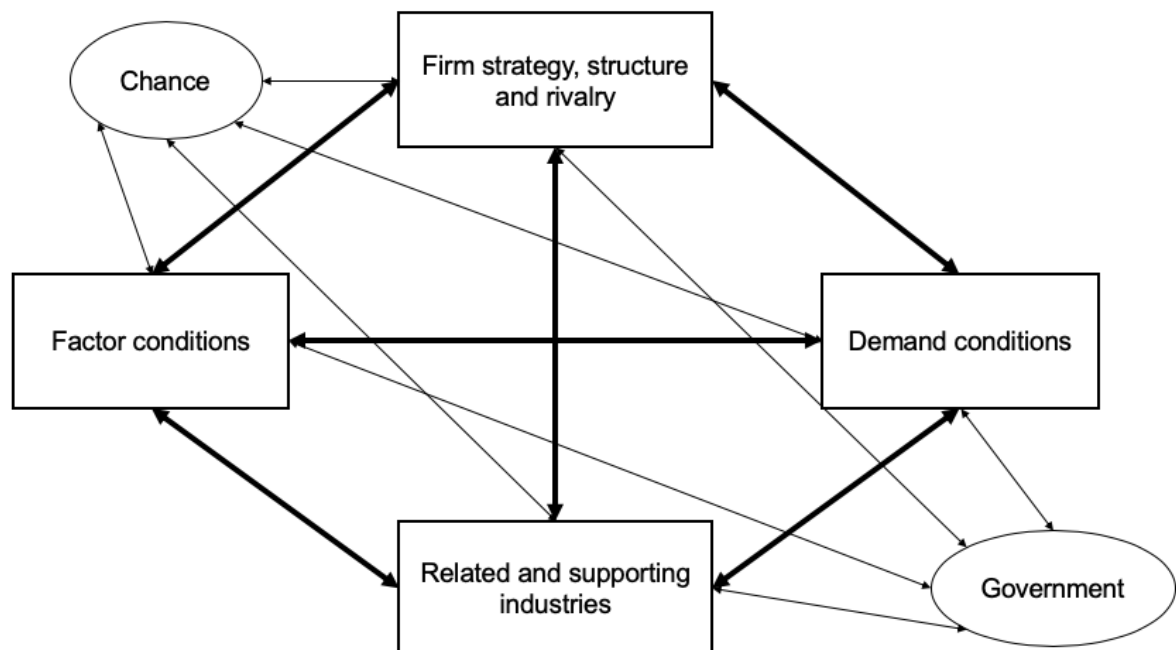 Chance
Firm strategy, structure
and rivalry
Factor conditions
Demand conditions
Related and supporting
industries
Government